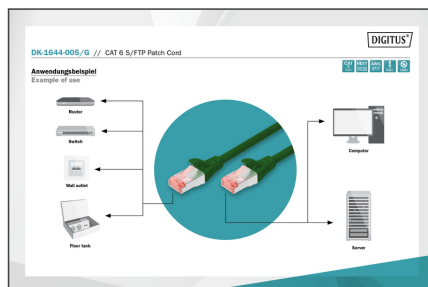 DIGITUS®
DK-1644-005/G // CAT 6 S/FTP Patch Cord
Anwendungsbeispiel
Example of use
Router
Switch
Wall outlet
Floor tank
Computer
Server